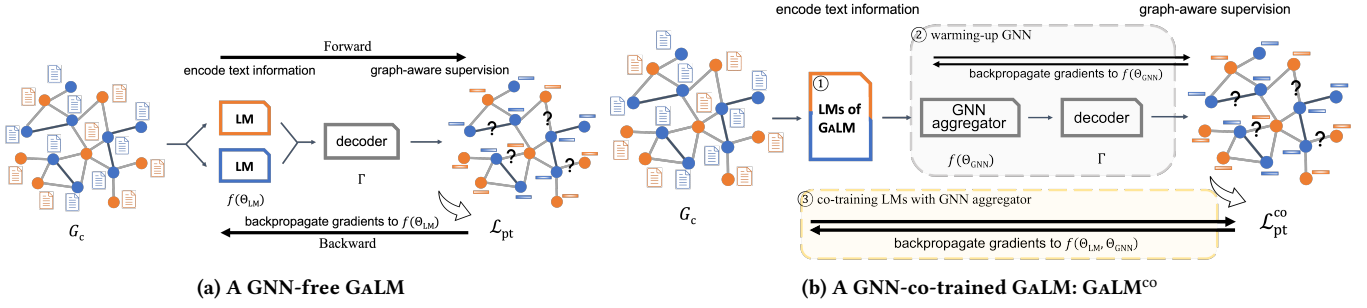 Forward
encode text information
graph-aware supervision
LM
LM
decoder
f(Θ_LM)
Γ
?
?
?
?
backpropagate gradients to f(Θ_LM)
Backward
G_c
ℒ_pt
(a) A GNN-free GALM
encode text information
graph-aware supervision
② warming-up GNN
backpropagate gradients to f(Θ_GNN)
①
LMs of
GALM
GNN
aggregator
decoder
f(Θ_GNN)
Γ
?
?
?
?
G_c
③ co-training LMs with GNN aggregator
backpropagate gradients to f(Θ_LM, Θ_GNN)
ℒ_pt^co
(b) A GNN-co-trained GALM: GALM^co